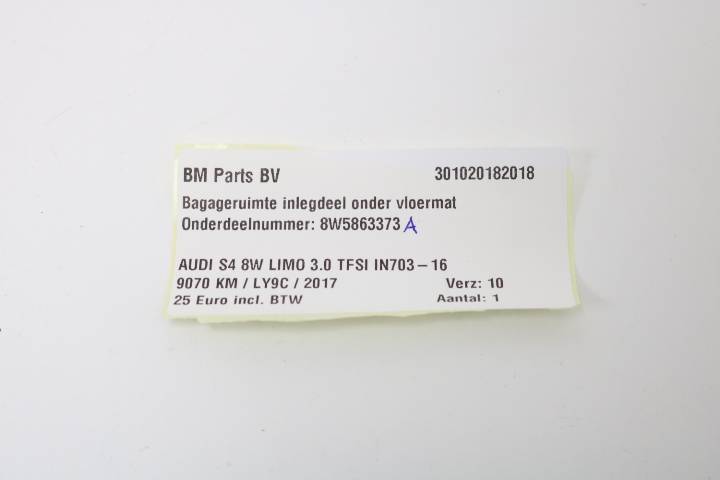 BM Parts BV 301020182018
Bagageruimte inlegdeel onder vloermat
Onderdeelnummer: 8W5863373 A
AUDI S4 8W LIMO 3.0 TFSI IN703-16
9070 KM / LY9C / 2017 Verz: 10
25 Euro incl. BTW Aantal: 1